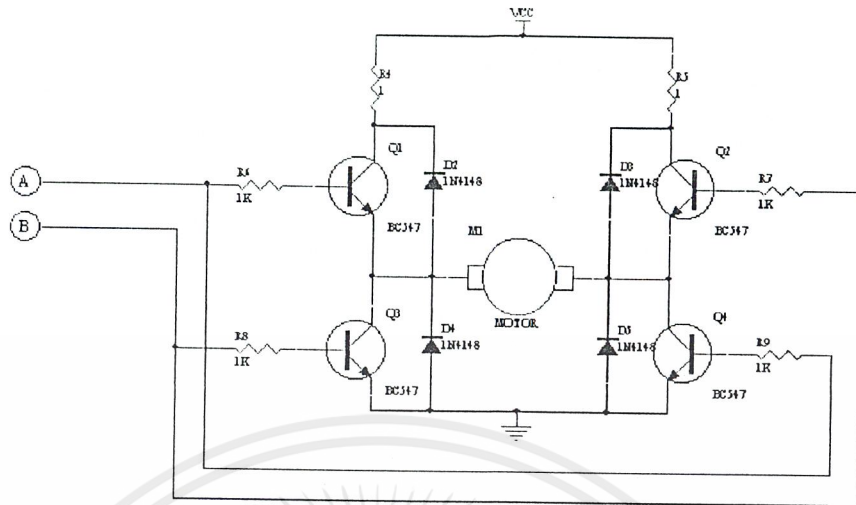 VCC
R4
1
R5
1
Q1
D2
1N4148
D3
1N4148
Q2
A
R6
1K
R7
1K
B
BC547
M1
BC547
Q3
D4
1N4148
MOTOR
D5
1N4148
Q4
R8
1K
R9
1K
BC547
BC547